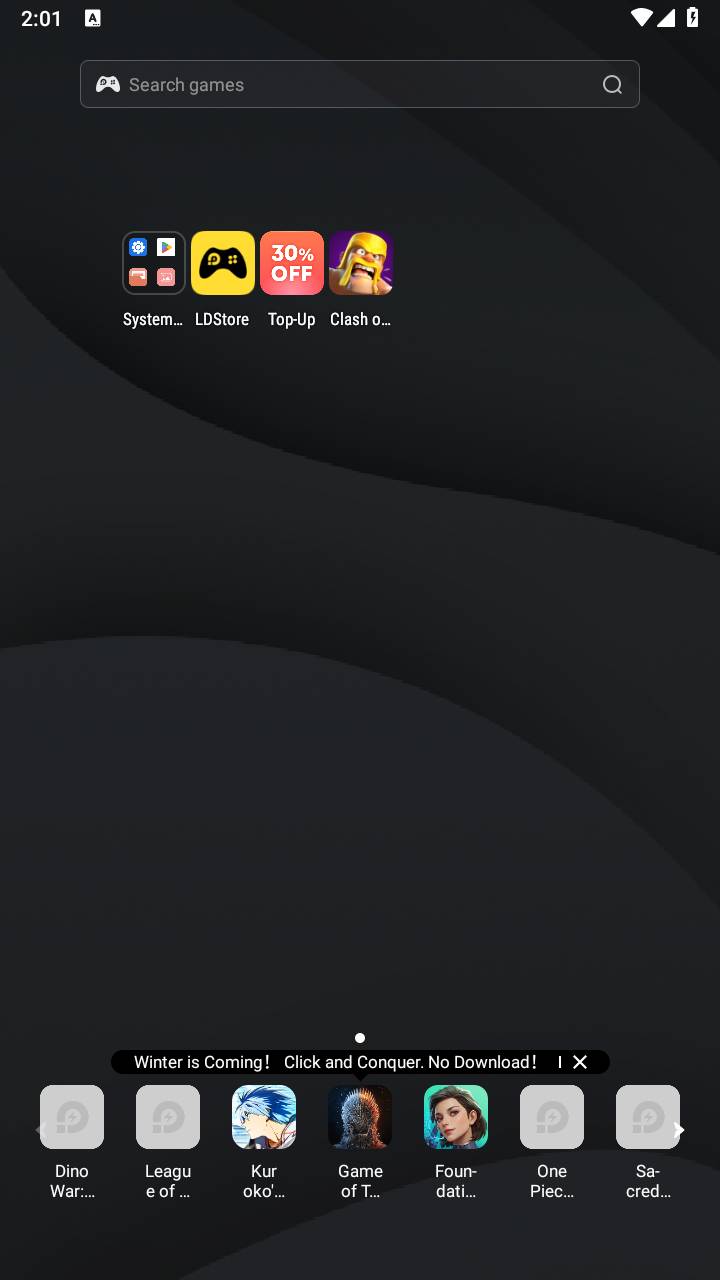 2:01
A
Search games
30%
OFF
System...
LDStore
Top-Up
Clash o...
Winter is Coming! Click and Conquer. No Download!
Dino
War:...
Leagu
e of ...
Kur
oko'...
Game
of T...
Foun-
dati...
One
Piec...
Sa-
cred...